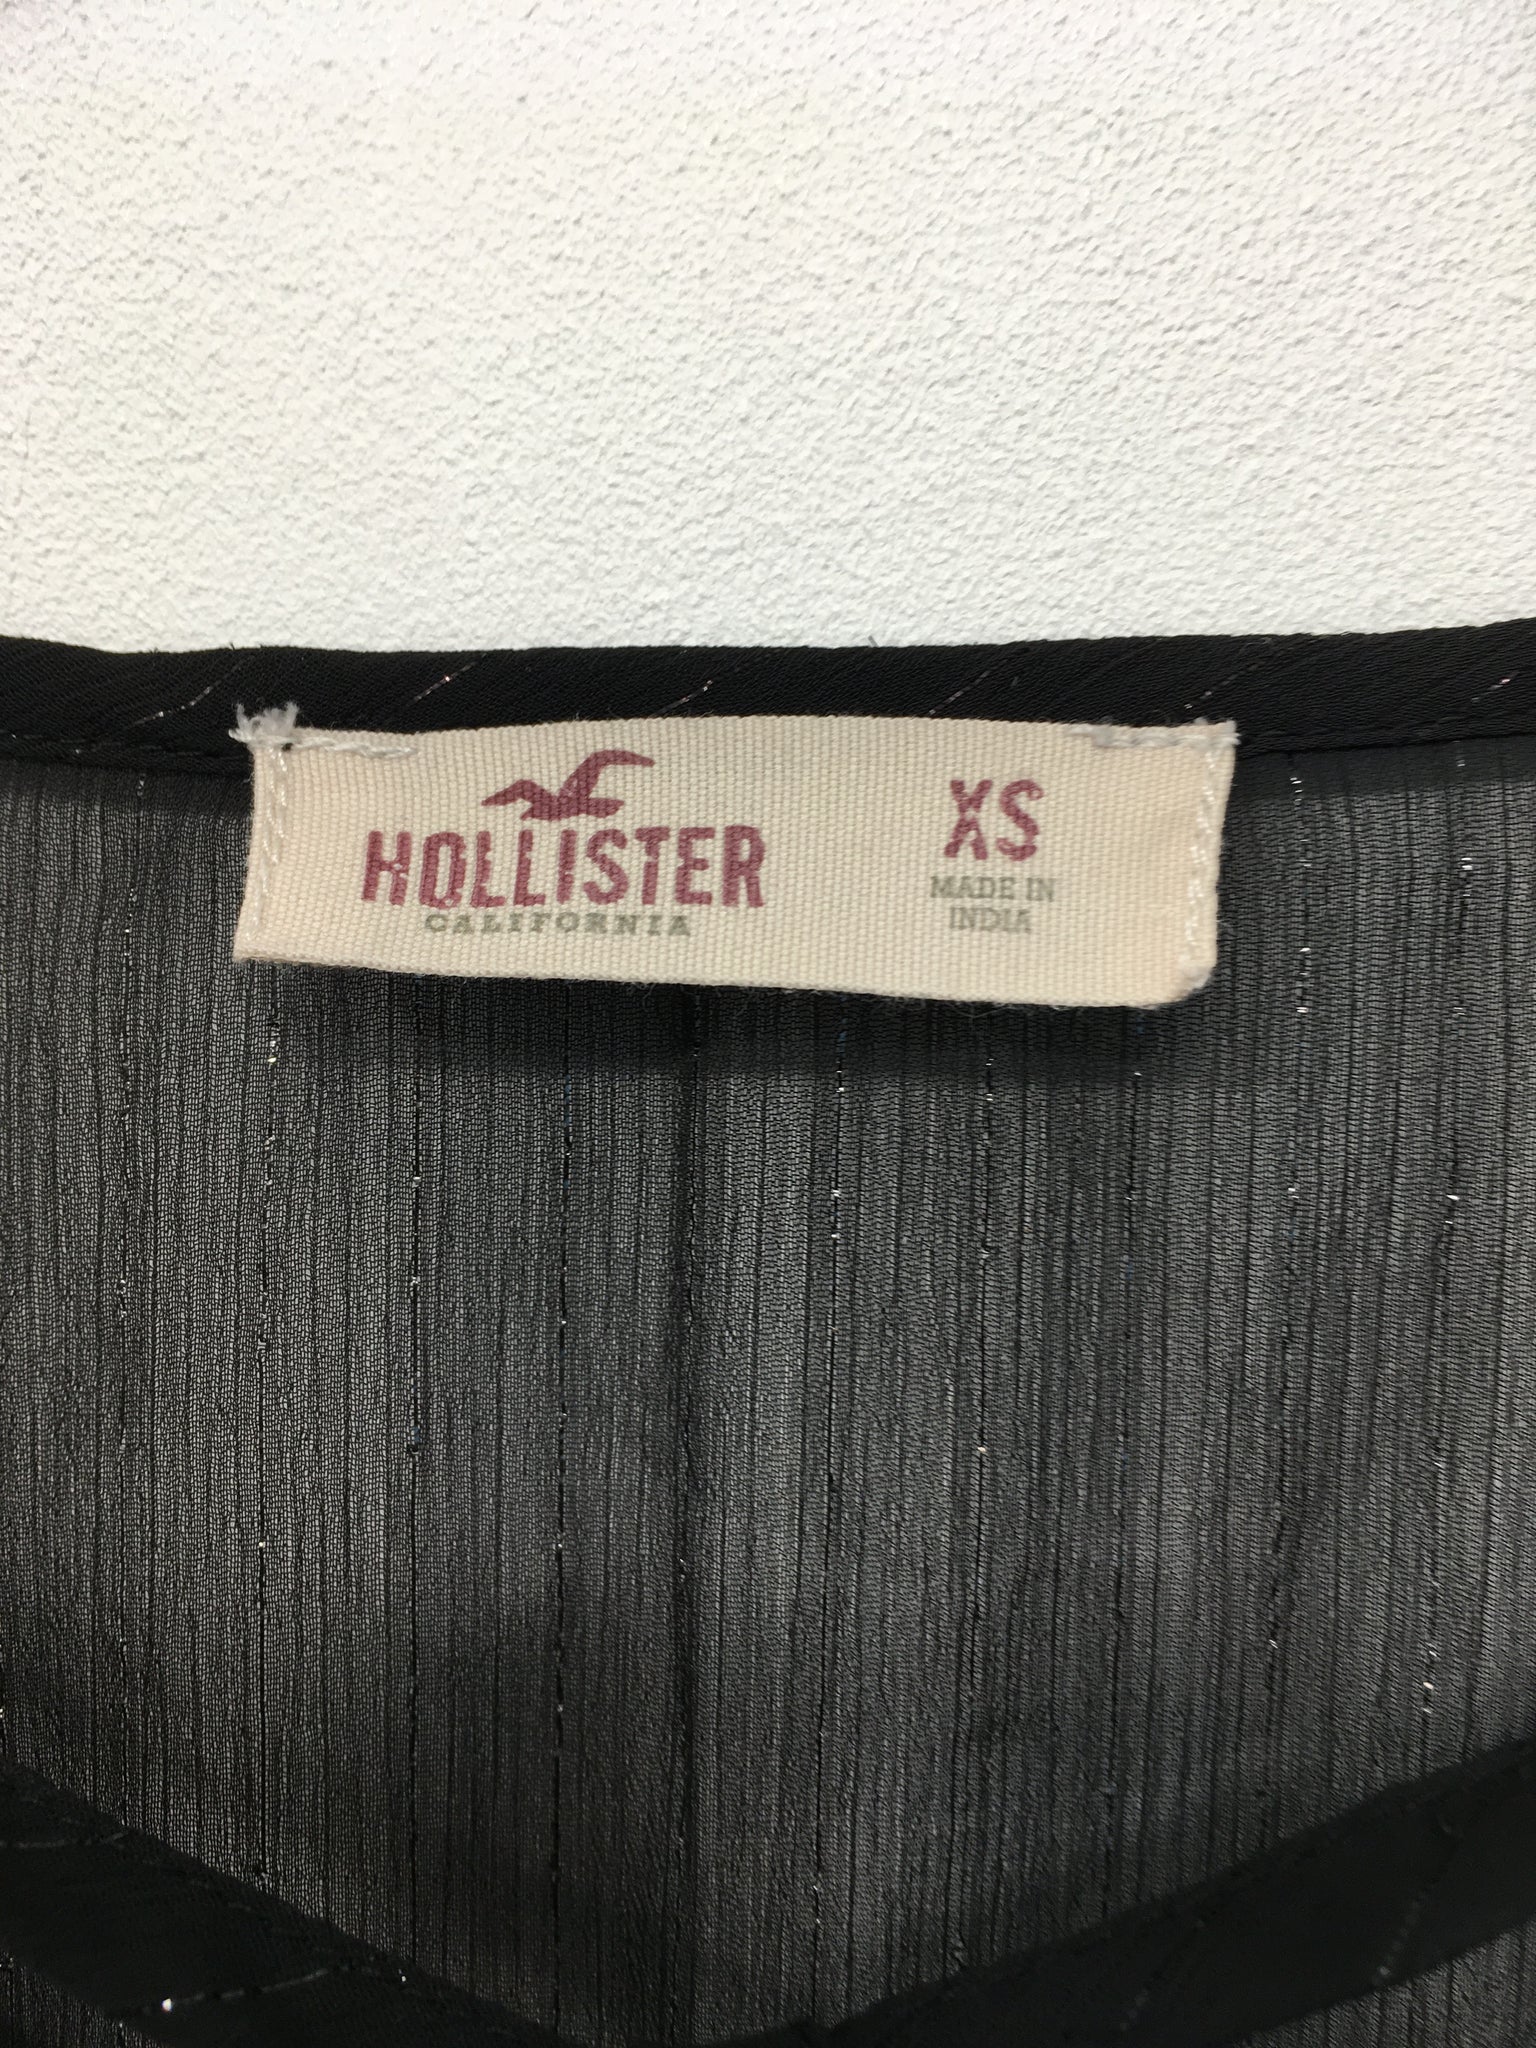 HOLLISTER
CALIFORNIA
XS
MADE IN
INDIA